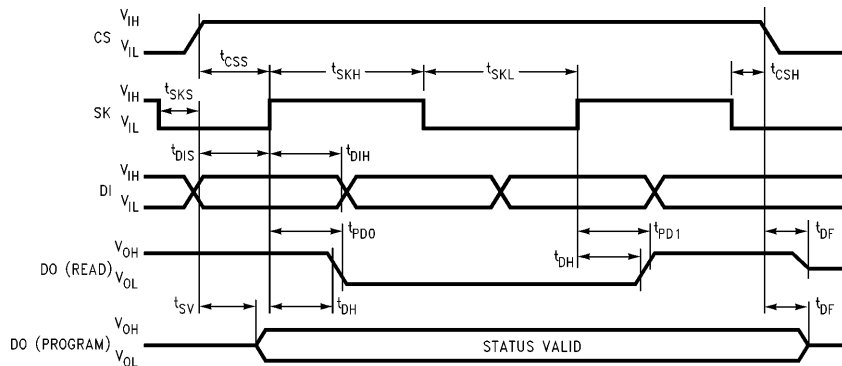 V_IH
CS
V_IL
t_CSS
t_SKH
t_SKL
t_CSH
V_IH
t_SKS
SK
V_IL
t_DIS
t_DIH
V_IH
DI
V_IL
t_PD0
t_PD1
t_DF
V_OH
DO (READ)
t_DH
V_OL
t_SV
t_DH
t_DF
V_OH
DO (PROGRAM)
STATUS VALID
V_OL